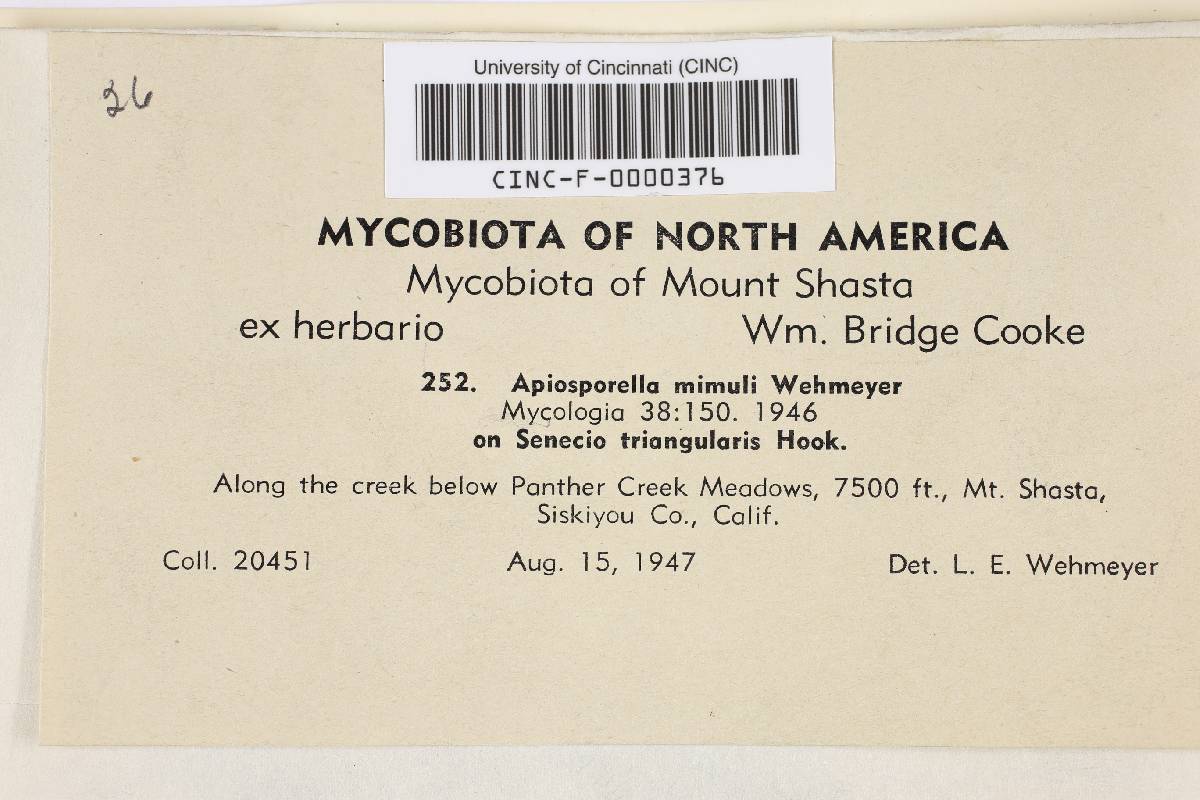 26
University of Cincinnati (CINC)
CINC-F-0000376
MYCOBIOTA OF NORTH AMERICA
Mycobiota of Mount Shasta
ex herbario Wm. Bridge Cooke
252. Apiosporella mimuli Wehmeyer
Mycologia 38:150. 1946
on Senecio triangularis Hook.
Along the creek below Panther Creek Meadows, 7500 ft., Mt. Shasta,
Siskiyou Co., Calif.
Coll. 20451 Aug. 15, 1947 Det. L. E. Wehmeyer